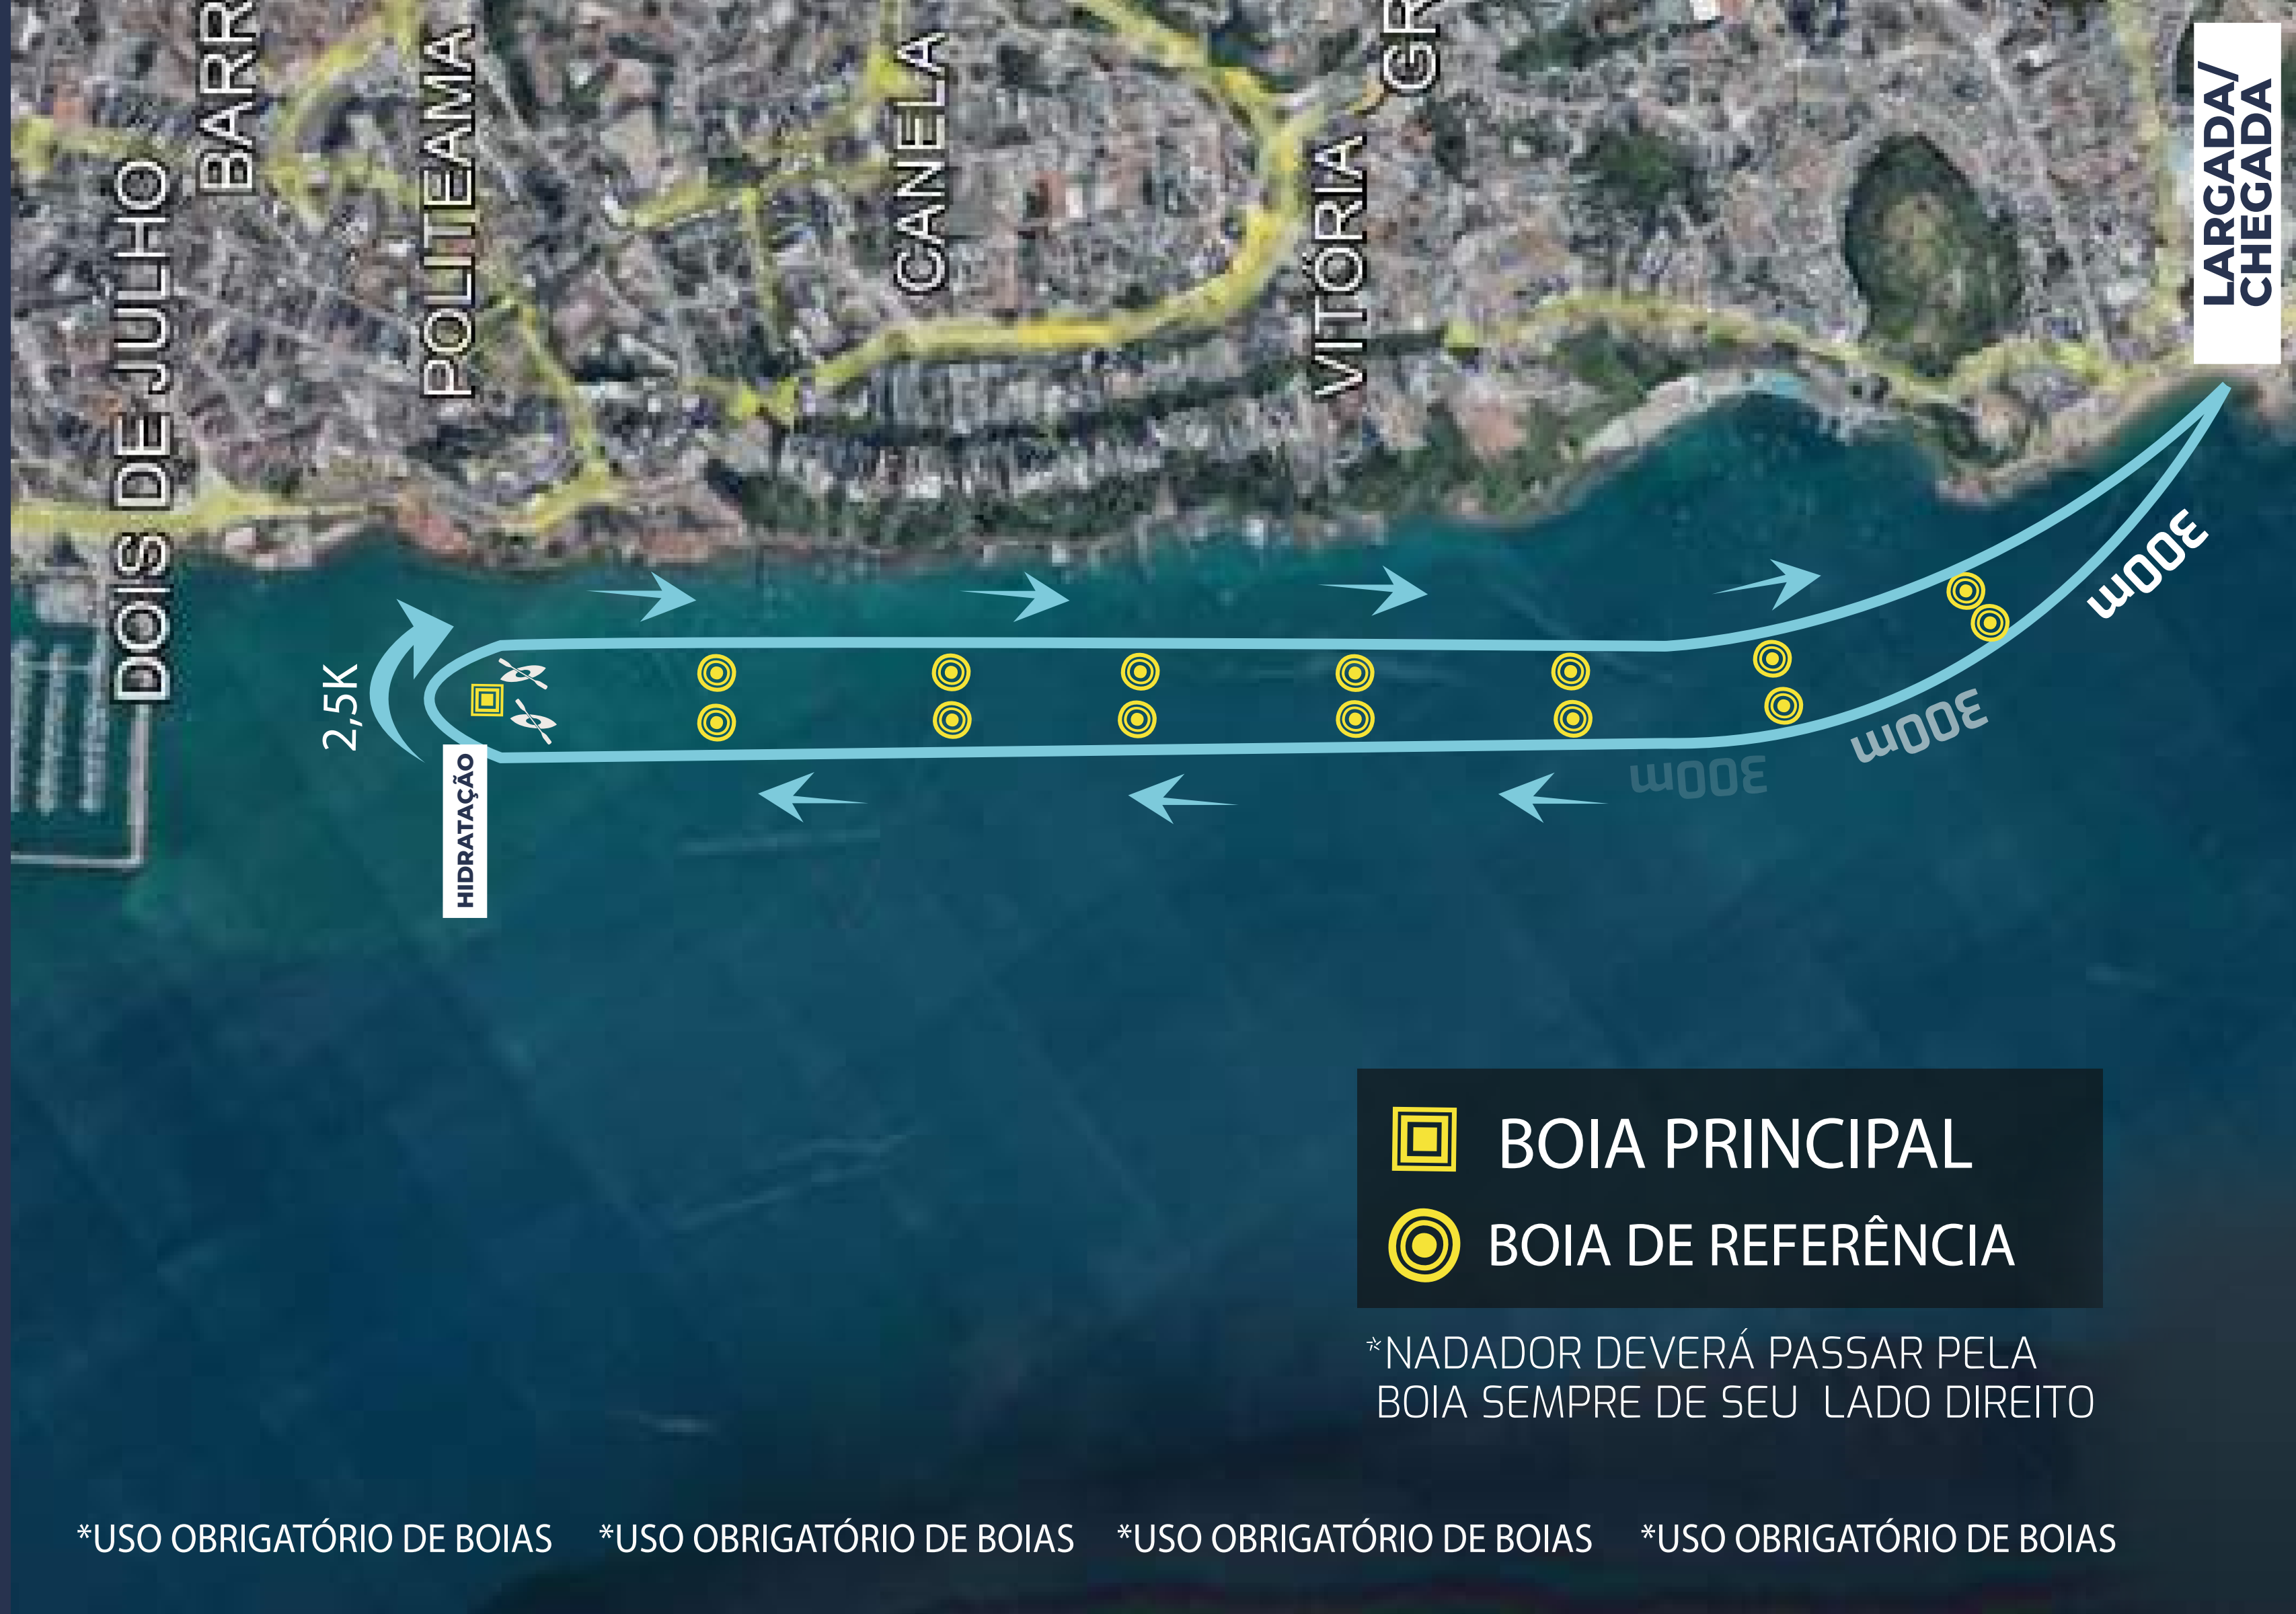 DOIS DE JULHO
BARR
POLITEAMA
CANELA
VITÓRIA
GR
LARGADA/
CHEGADA
300m
300m
300m
2,5K
HIDRATAÇÃO
BOIA PRINCIPAL
BOIA DE REFERÊNCIA
*NADADOR DEVERÁ PASSAR PELA
BOIA SEMPRE DE SEU LADO DIREITO
*USO OBRIGATÓRIO DE BOIAS *USO OBRIGATÓRIO DE BOIAS *USO OBRIGATÓRIO DE BOIAS *USO OBRIGATÓRIO DE BOIAS